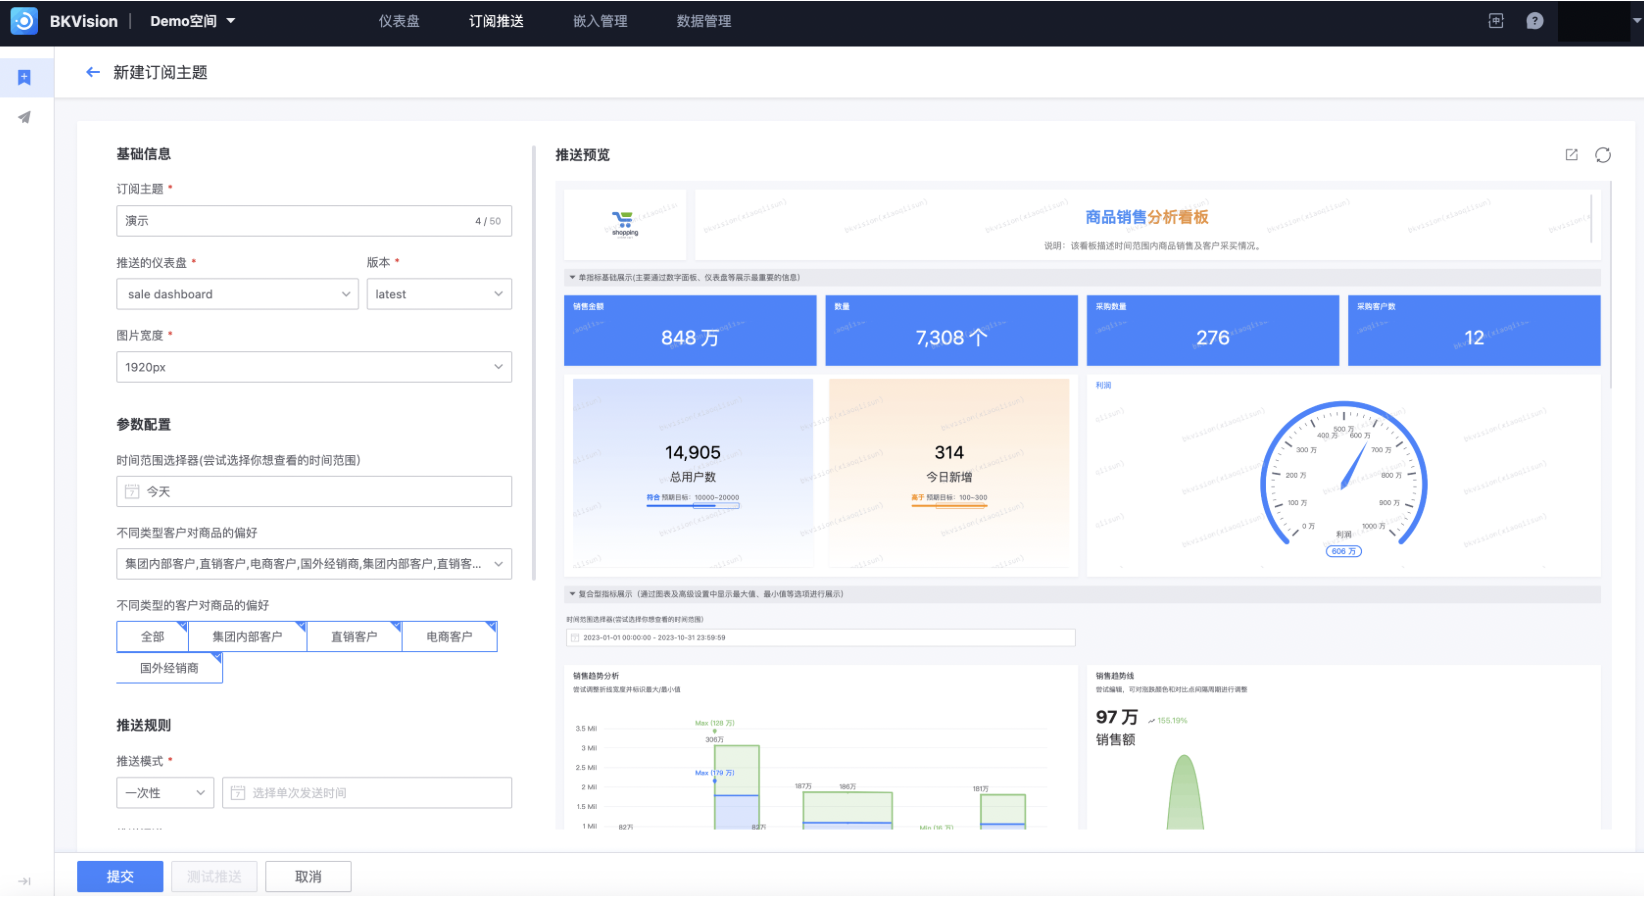 BKVision Demo空间 仪表盘 订阅推送 嵌入管理 数据管理
新建订阅主题
基础信息
订阅主题 *
演示 4 / 50
推送的仪表盘 * 版本 *
sale dashboard latest
图片宽度 *
1920px
参数配置
时间范围选择器(尝试选择你想查看的时间范围)
今天
不同类型客户对商品的偏好
集团内部客户,直销客户,电商客户,国外经销商,集团内部客户,直销客...
不同类型的客户对商品的偏好
全部 集团内部客户 直销客户 电商客户
国外经销商
推送规则
推送模式 *
一次性 选择单次发送时间
提交 测试推送 取消
推送预览
shopping
商品销售分析看板
说明：该看板描述时间范围内商品销售及客户采买情况。
单指标基础展示(主要通过数字面板、仪表盘等展示最重要的信息)
销售金额 数量 采购数量 采购客户数
848 万 7,308 个 276 12
14,905
总用户数
符合 预期目标：10000~20000
314
今日新增
高于 预期目标：100~300
利润
500 万
400 万 600 万
300 万 700 万
200 万 800 万
100 万 900 万
0 万 1000 万
利润
606 万
复合型指标展示（通过图表及高级设置中显示最大值、最小值等选项进行展示）
时间范围选择器(尝试选择你想查看的时间范围)
2023-01-01 00:00:00 - 2023-10-31 23:59:59
销售趋势分析
尝试调整折线宽度并标识最大/最小值
Max (128 万)
3.5 Mil
306万
3 Mil
2.5 Mil
Max (179 万)
2 Mil
187万 186万 181万
1.5 Mil
1 Mil 82万 82万 Min (16 万)
销售趋势线
尝试编辑，可对涨跌颜色和对比点间隔周期进行调整
97 万 155.19%
销售额
bkvision(xiaoqilsun)